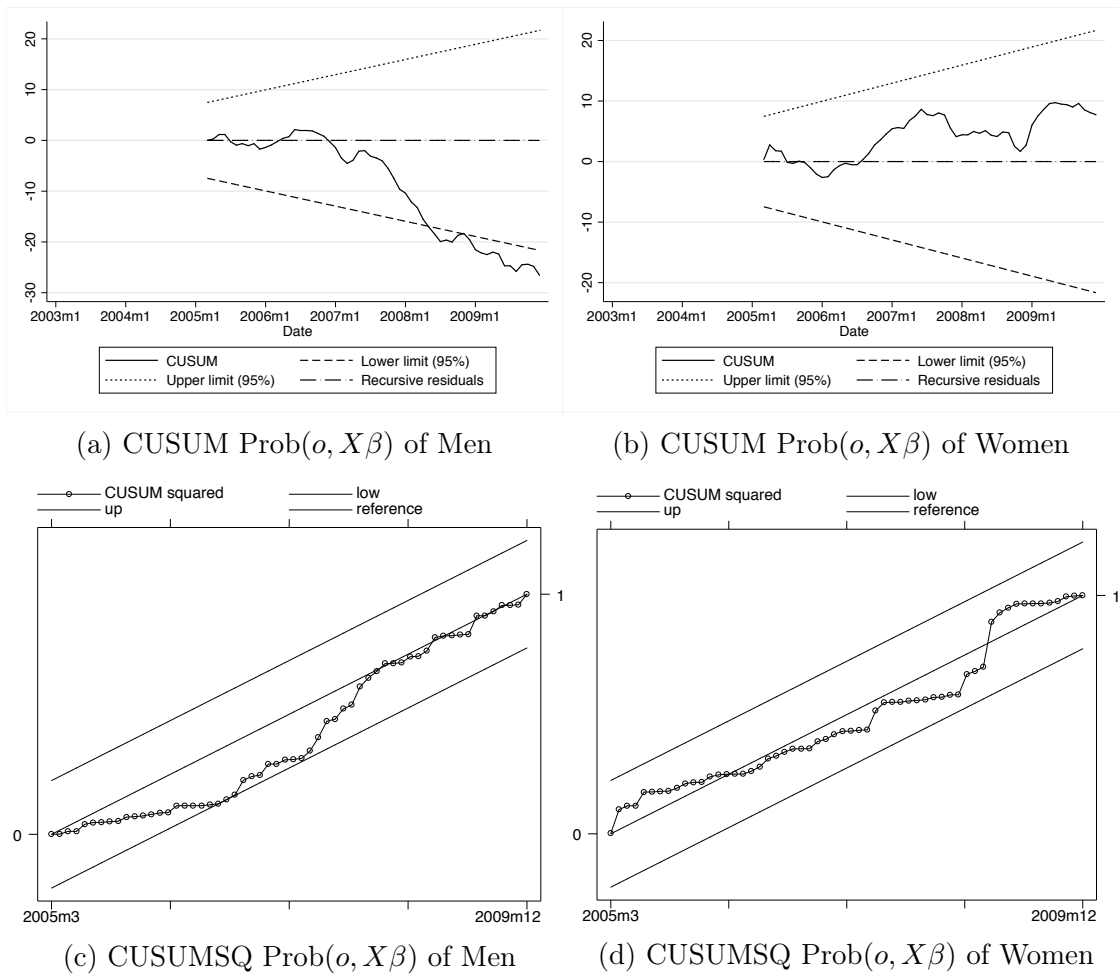 20
10
0
-10
-20
-30
2003m1 2004m1 2005m1 2006m1 2007m1 2008m1 2009m1
Date
CUSUM Lower limit (95%)
Upper limit (95%) Recursive residuals
(a) CUSUM Prob(o, Xβ) of Men
20
10
0
-10
-20
2003m1 2004m1 2005m1 2006m1 2007m1 2008m1 2009m1
Date
CUSUM Lower limit (95%)
Upper limit (95%) Recursive residuals
(b) CUSUM Prob(o, Xβ) of Women
CUSUM squared low
up reference
1
0
2005m3 2009m12
(c) CUSUMSQ Prob(o, Xβ) of Men
CUSUM squared low
up reference
1
0
2005m3 2009m12
(d) CUSUMSQ Prob(o, Xβ) of Women